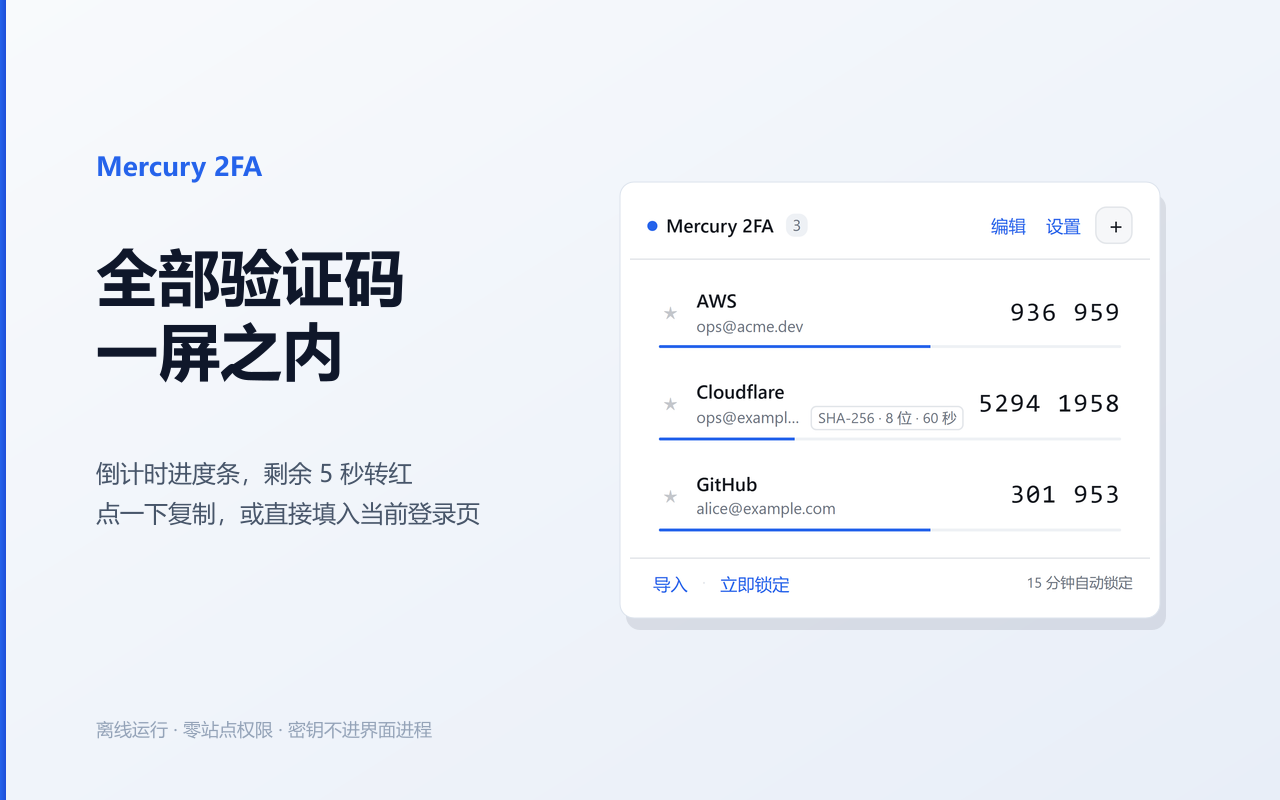 Mercury 2FA
全部验证码
一屏之内
倒计时进度条，剩余 5 秒转红
点一下复制，或直接填入当前登录页
离线运行 · 零站点权限 · 密钥不进界面进程
Mercury 2FA 3 编辑 设置 +
AWS
ops@acme.dev
936 959
Cloudflare
ops@exampl... SHA-256 · 8 位 · 60 秒
5294 1958
GitHub
alice@example.com
301 953
导入 · 立即锁定 15 分钟自动锁定